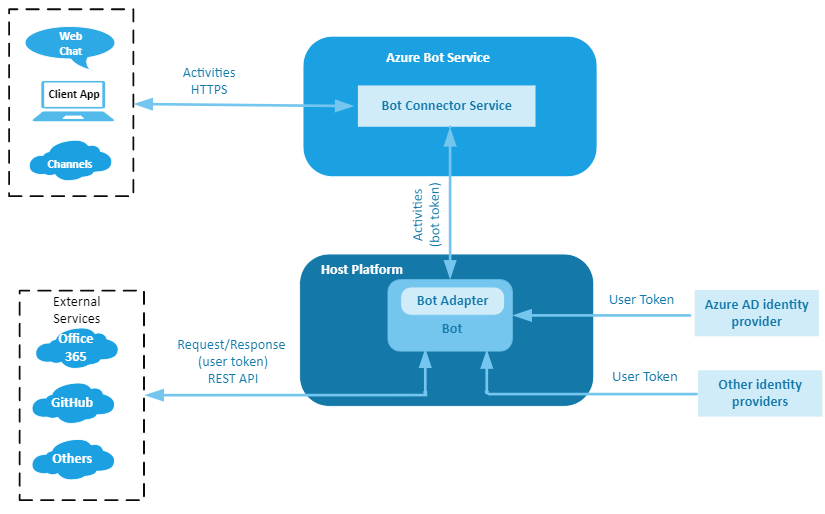 Web
Chat
Client App
Channels
Activities
HTTPS
Azure Bot Service
Bot Connector Service
Activities
(bot token)
Host Platform
Bot Adapter
Bot
User Token
Azure AD identity
provider
User Token
Other identity
providers
Request/Response
(user token)
REST API
External
Services
Office
365
GitHub
Others